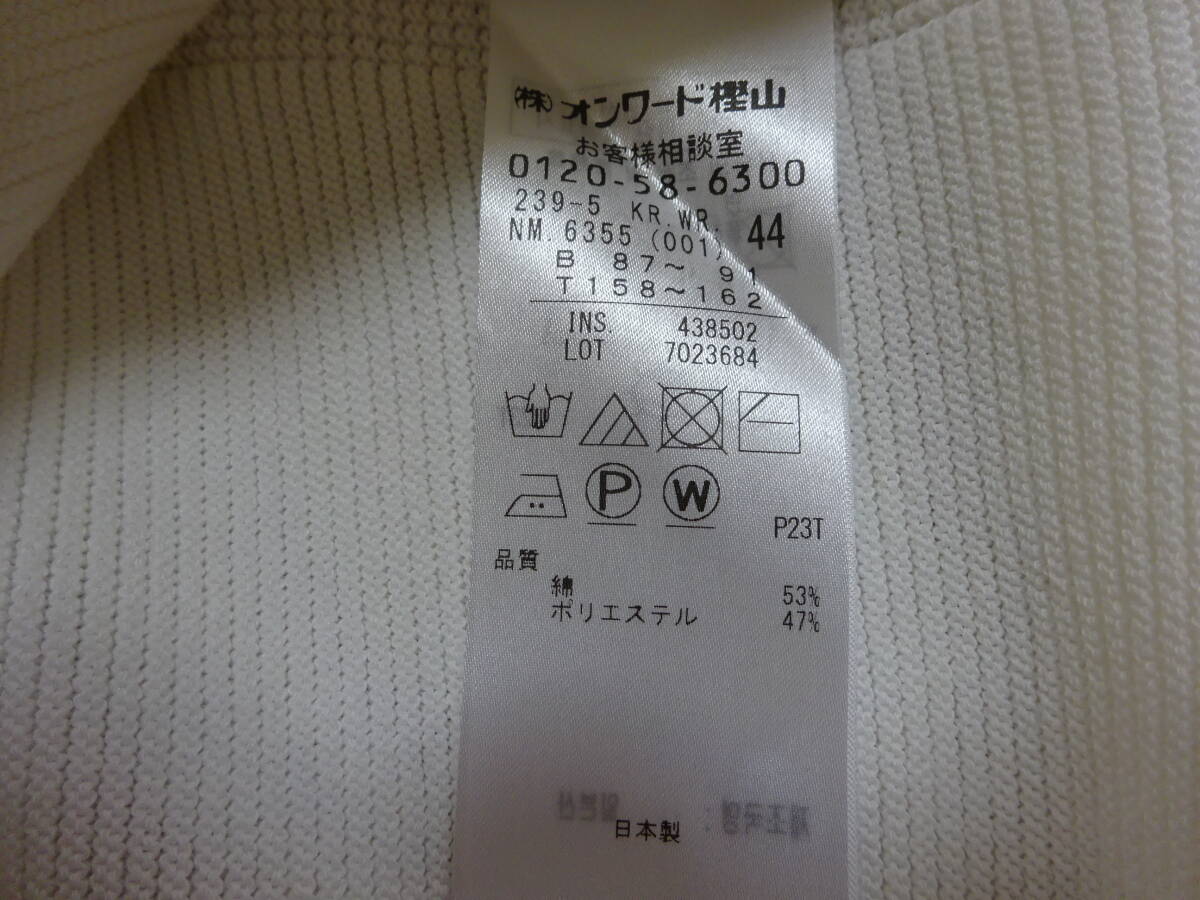 ㈱オンワード樫山
お客様相談室
0120-58-6300
239-5 KR.WR.
NM.6355 (001) 44
B 87～ 91
T158～162
INS. 438502
LOT 7023684
P W
P23T
品質
綿 53%
ポリエステル 47%
日本製